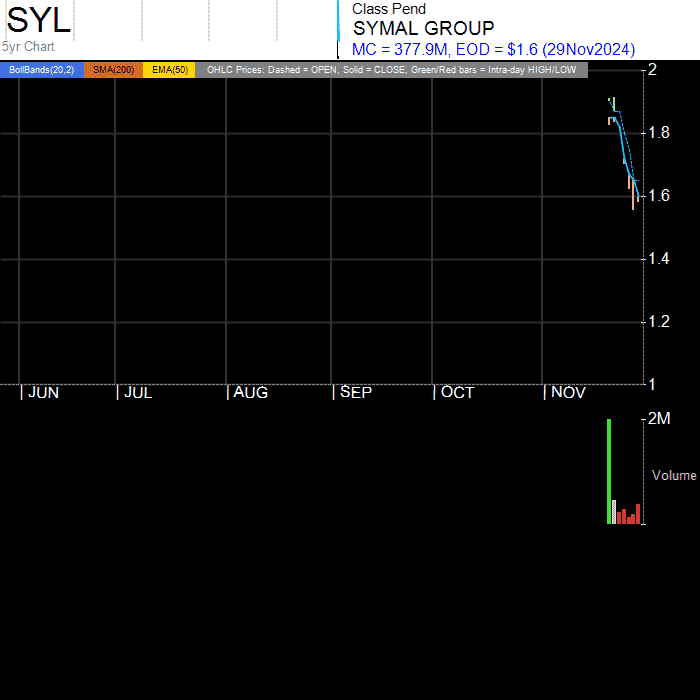 SYL
5yr Chart
Class Pend
SYMAL GROUP
MC = 377.9M, EOD = $1.6 (29Nov2024)
BollBands(20,2) SMA(200) EMA(50) OHLC Prices: Dashed = OPEN, Solid = CLOSE, Green/Red bars = Intra-day HIGH/LOW
2
1.8
1.6
1.4
1.2
1
| JUN | JUL | AUG | SEP | OCT | NOV
2M
Volume